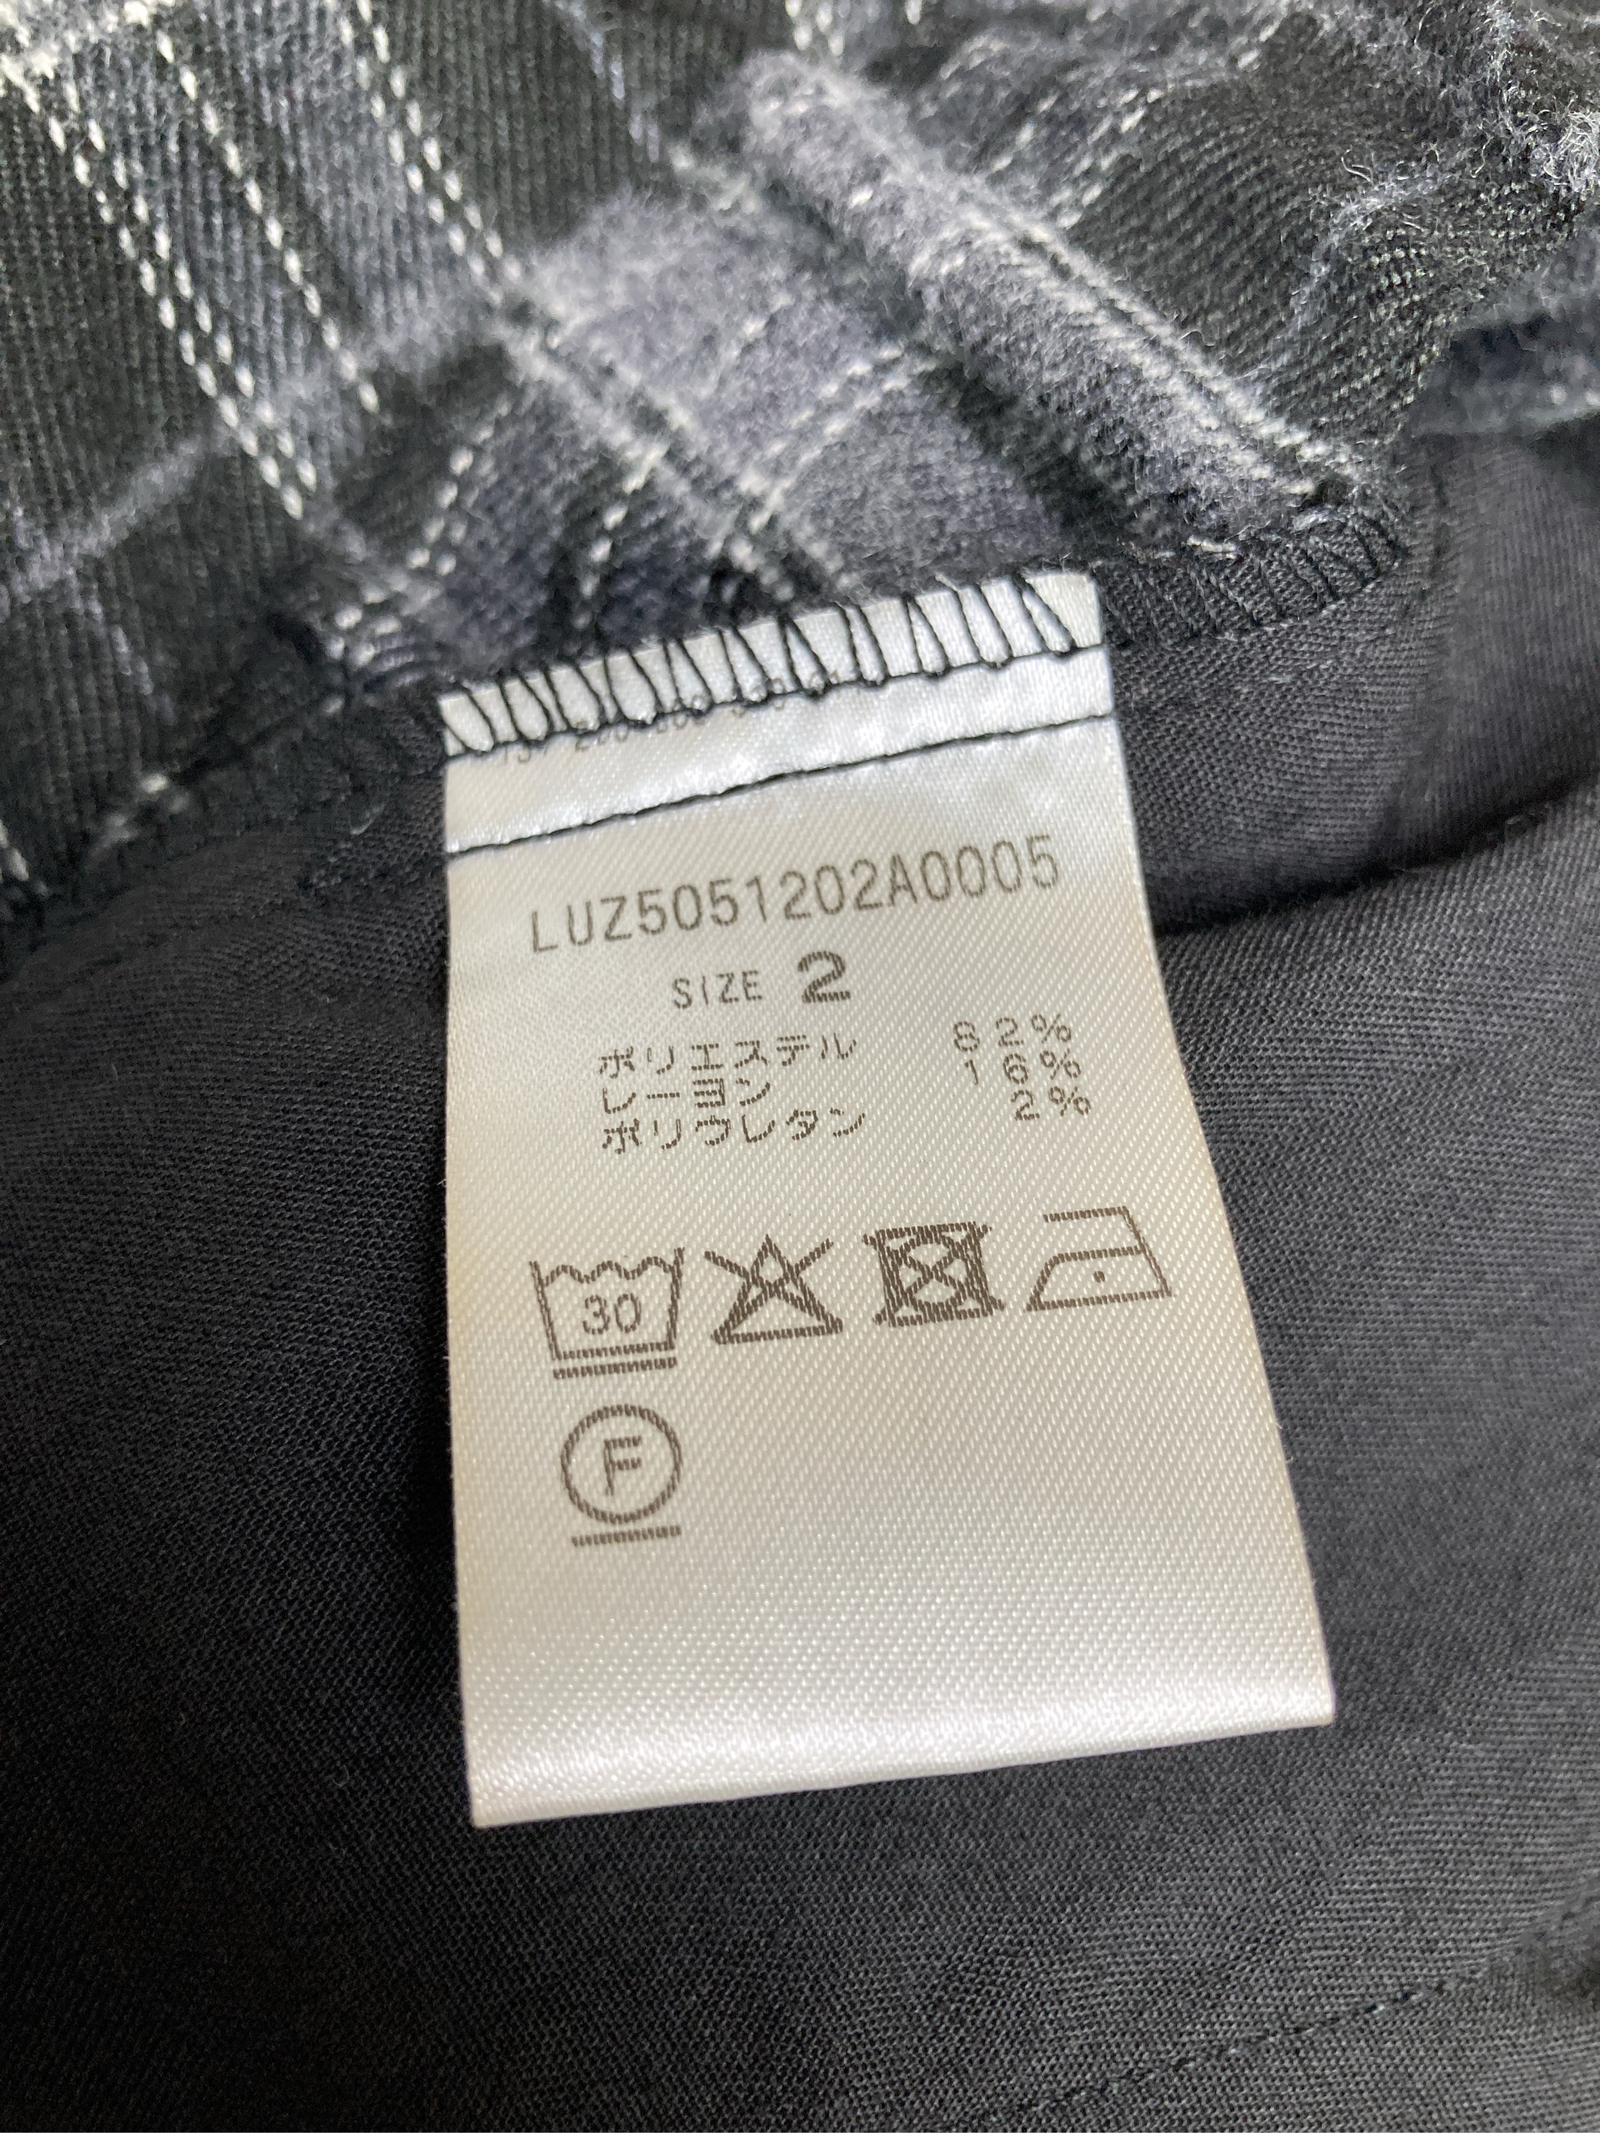 LUZ5051202A0005
SIZE 2
ポリエステル 82%
レーヨン 16%
ポリウレタン 2%
30
F